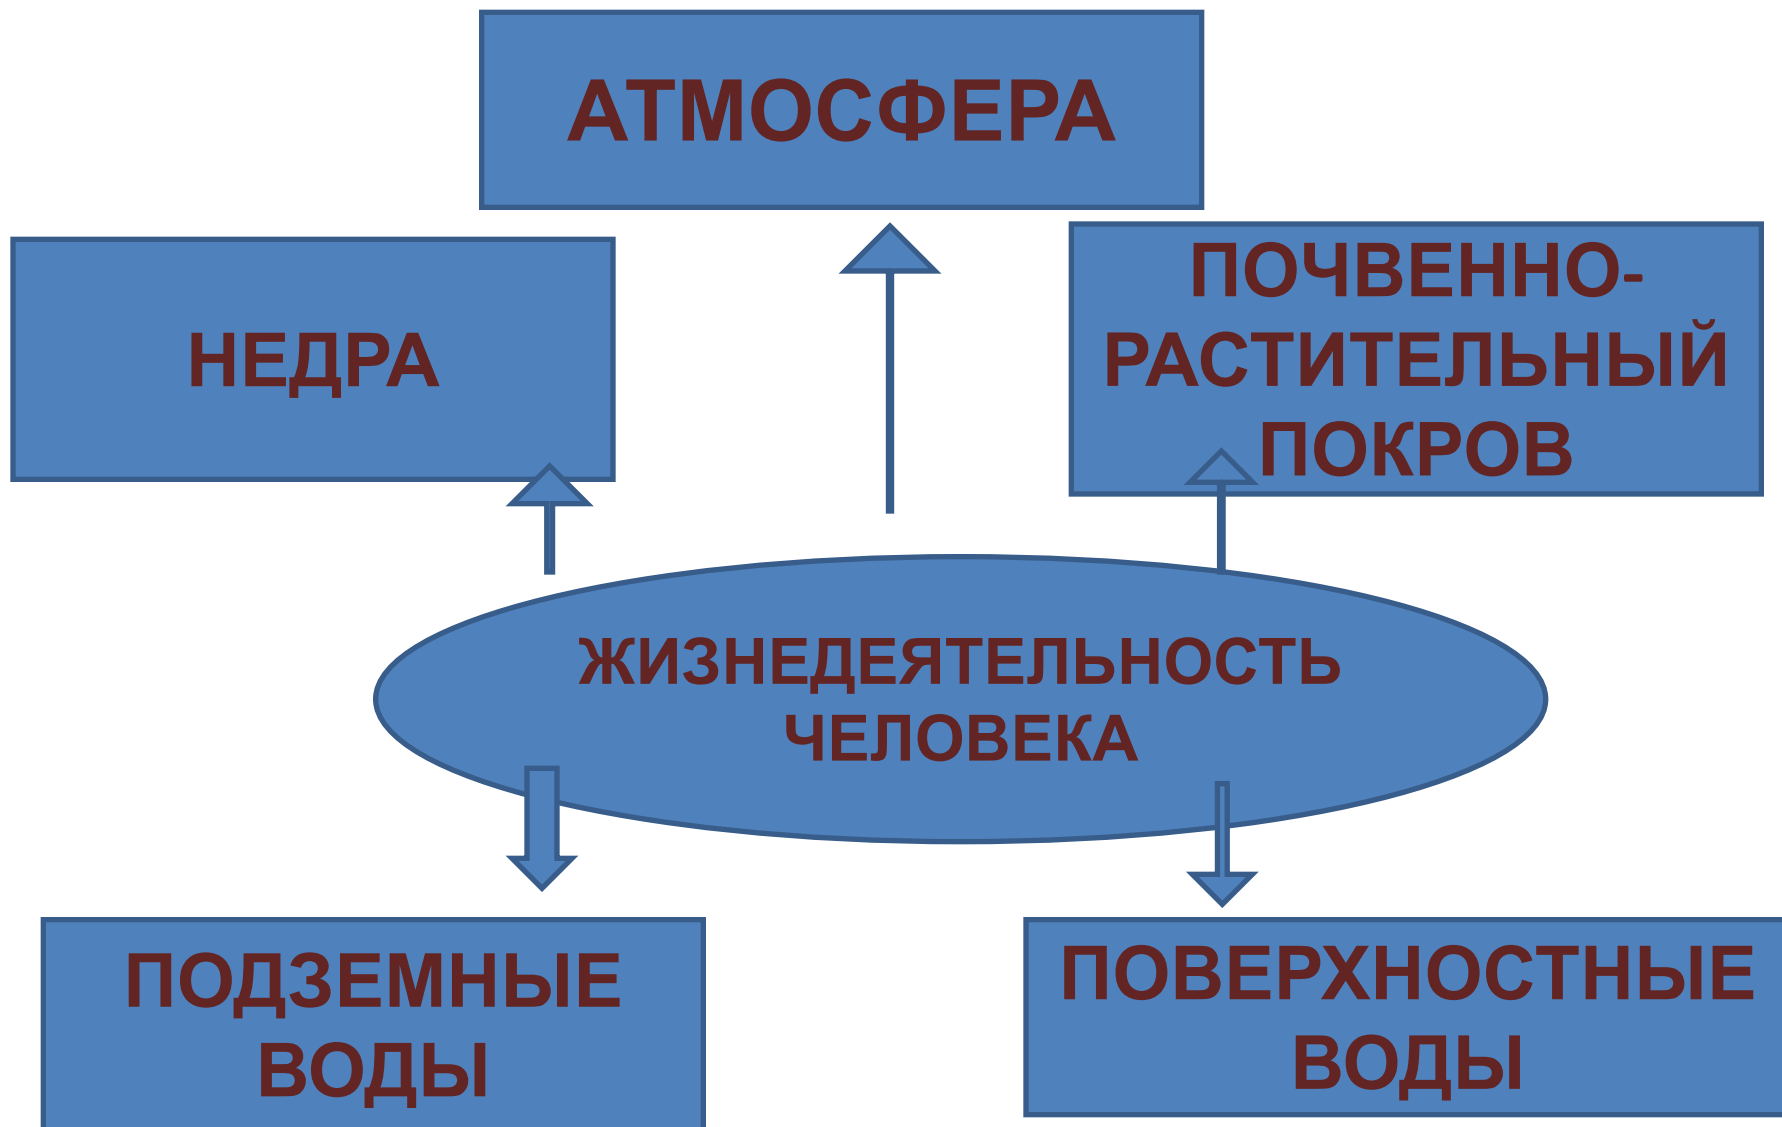 АТМОСФЕРА
НЕДРА
ПОЧВЕННО-
РАСТИТЕЛЬНЫЙ
ПОКРОВ
ЖИЗНЕДЕЯТЕЛЬНОСТЬ
ЧЕЛОВЕКА
ПОДЗЕМНЫЕ
ВОДЫ
ПОВЕРХНОСТНЫЕ
ВОДЫ